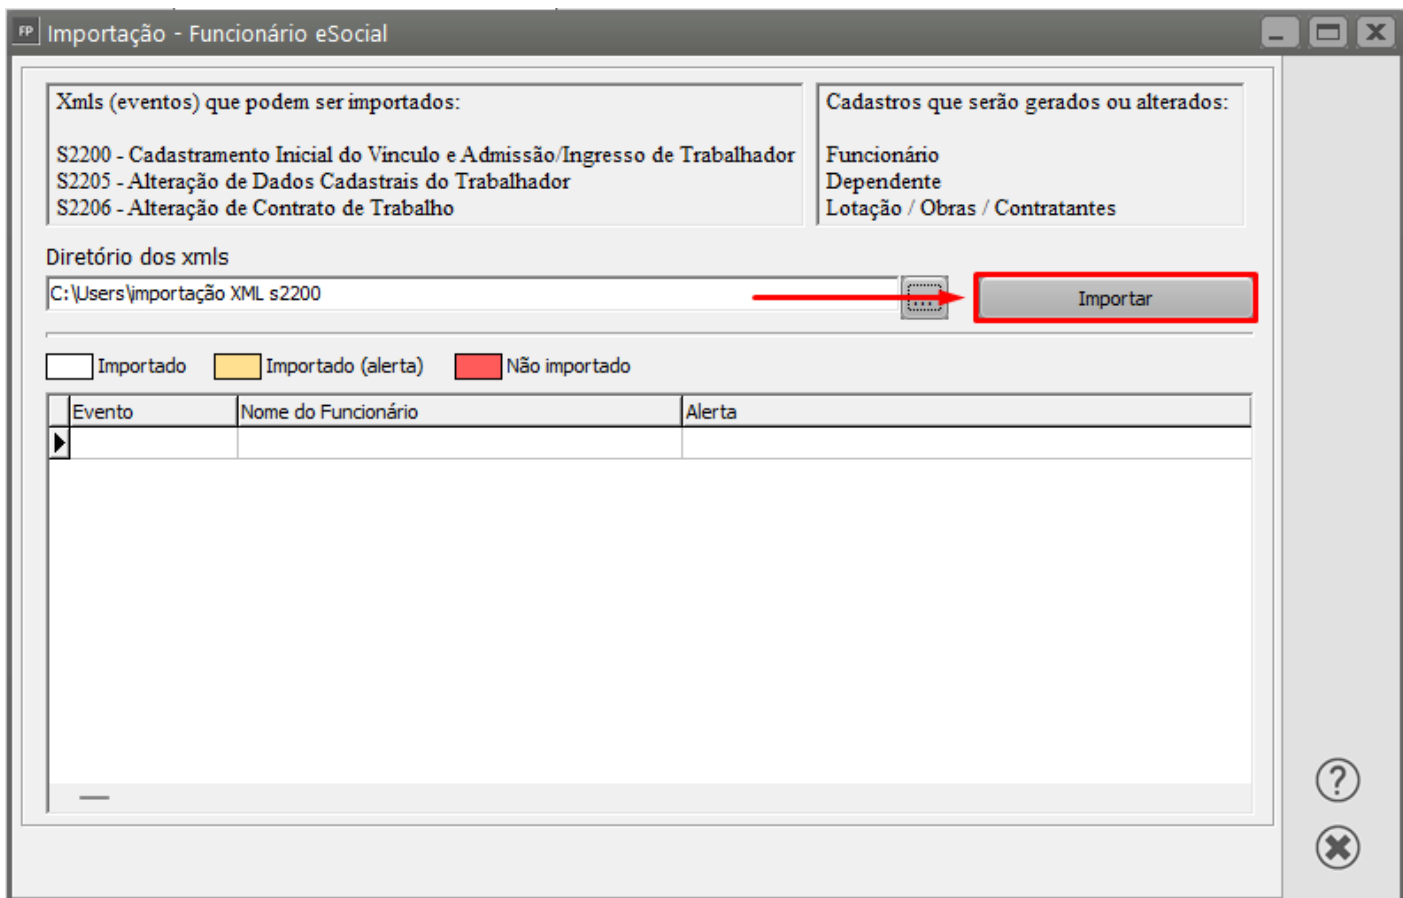 FP Importação - Funcionário eSocial
Xmls (eventos) que podem ser importados:
S2200 - Cadastramento Inicial do Vinculo e Admissão/Ingresso de Trabalhador
S2205 - Alteração de Dados Cadastrais do Trabalhador
S2206 - Alteração de Contrato de Trabalho
Cadastros que serão gerados ou alterados:
Funcionário
Dependente
Lotação / Obras / Contratantes
Diretório dos xmls
C:\Users\importação XML s2200
...
Importar
Importado Importado (alerta) Não importado
Evento Nome do Funcionário Alerta
?